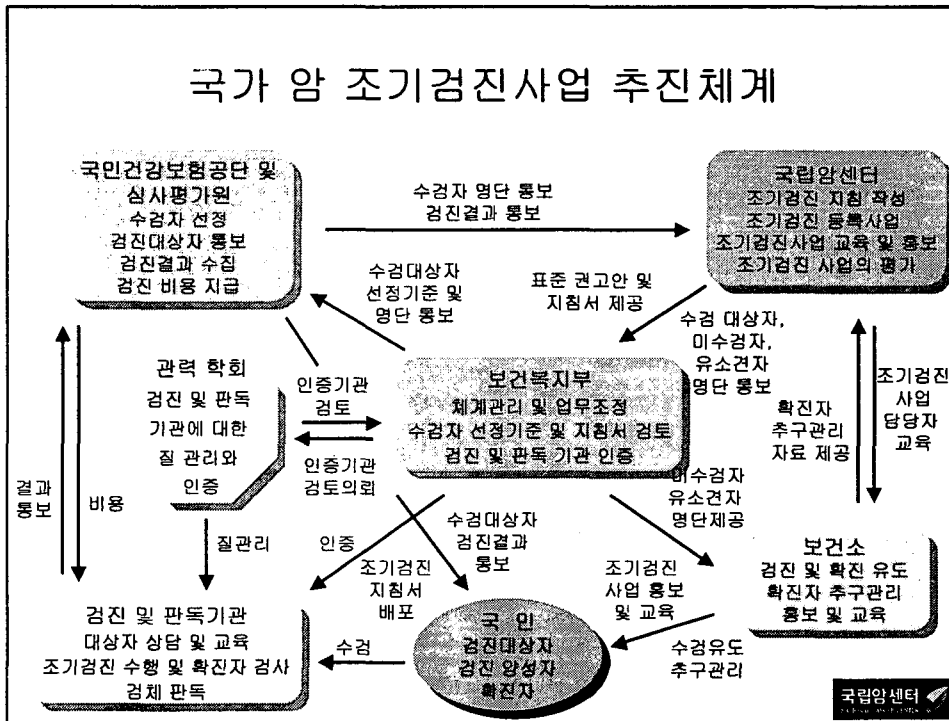 국가 암 조기검진사업 추진체계
국민건강보험공단 및
심사평가원
수검자 선정
검진대상자 통보
검진결과 수집
검진 비용 지급
수검자 명단 통보
검진결과 통보
국립암센터
조기검진 지침 작성
조기검진 등록사업
조기검진사업 교육 및 홍보
조기검진 사업의 평가
수검대상자
선정기준 및
명단 통보
표준 권고안 및
지침서 제공
수검 대상자,
미수검자,
유소견자
명단 통보
관력 학회
검진 및 판독
기관에 대한
질 관리와
인증
인증기관
검토
인증기관
검토의뢰
보건복지부
체계관리 및 업무조정
수검자 선정기준 및 지침서 검토
검진 및 판독 기관 인증
확진자
추구관리
자료 제공
조기검진
사업
담당자
교육
결과
통보
비용
질관리
인증
수검대상자
검진결과
통보
미수검자
유소견자
명단제공
조기검진
지침서
배포
조기검진
사업 홍보
및 교육
보건소
검진 및 확진 유도
확진자 추구관리
홍보 및 교육
검진 및 판독기관
대상자 상담 및 교육
조기검진 수행 및 확진자 검사
검체 판독
수검
국 민
검진대상자
검진 양성자
확진자
수검유도
추구관리
국립암센터